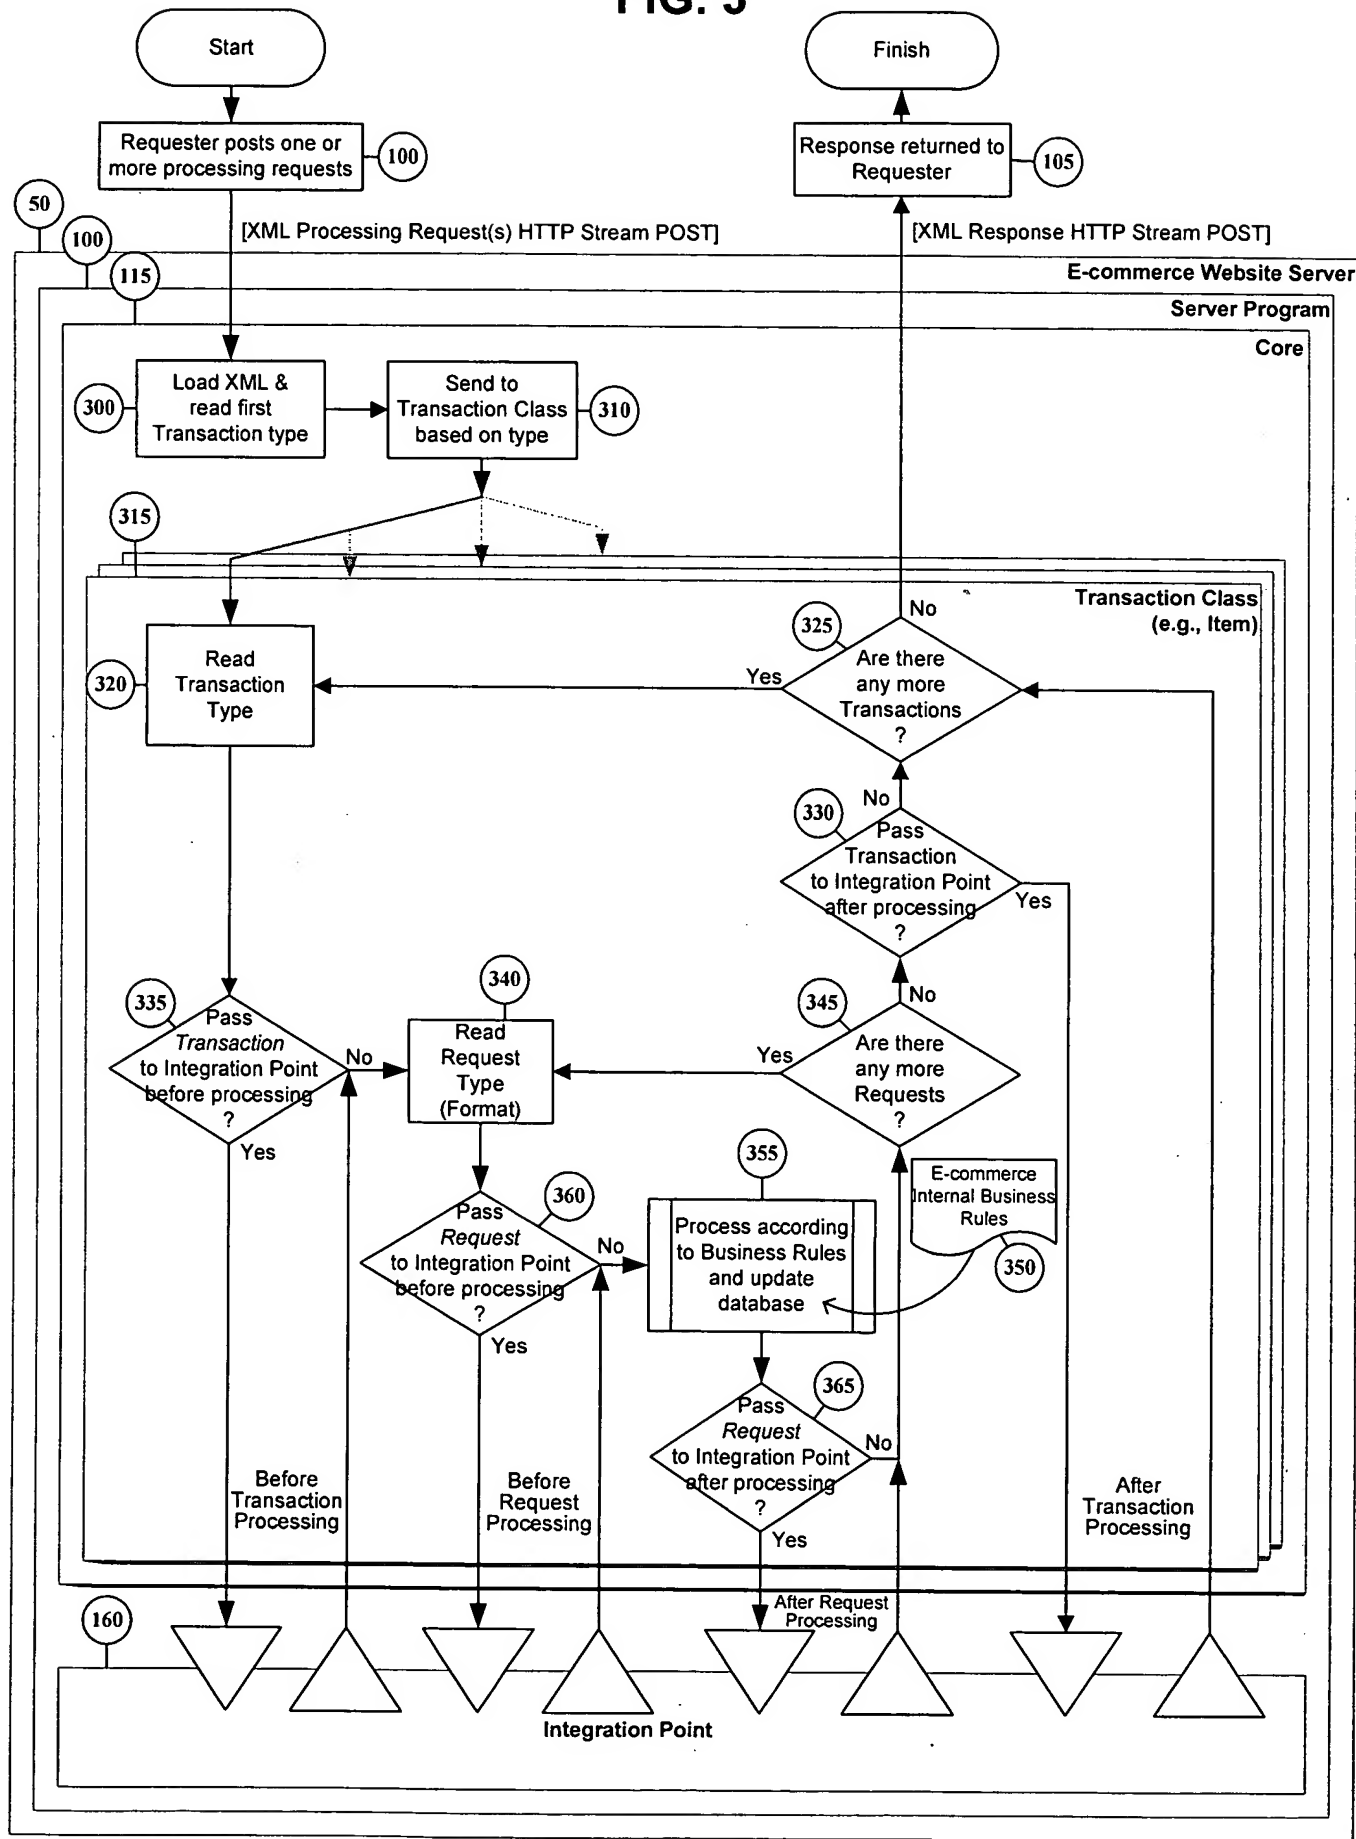 Start
Finish
Requester posts one or
more processing requests
100
Response returned to
Requester
105
50
100
115
[XML Processing Request(s) HTTP Stream POST]
[XML Response HTTP Stream POST]
E-commerce Website Server
Server Program
Core
300
Load XML &
read first
Transaction type
Send to
Transaction Class
based on type
310
315
Transaction Class
(e.g., Item)
320
Read
Transaction
Type
325
No
Yes
Are there
any more
Transactions
?
330
No
Pass
Transaction
to Integration Point
after processing
?
Yes
335
Pass
Transaction
to Integration Point
before processing
?
No
Yes
340
Read
Request
Type
(Format)
345
No
Yes
Are there
any more
Requests
?
360
Pass
Request
to Integration Point
before processing
?
No
Yes
355
Process according
to Business Rules
and update
database
E-commerce
Internal Business
Rules
350
365
Pass
Request
to Integration Point
after processing
?
No
Yes
Before
Transaction
Processing
Before
Request
Processing
After Request
Processing
After
Transaction
Processing
160
Integration Point